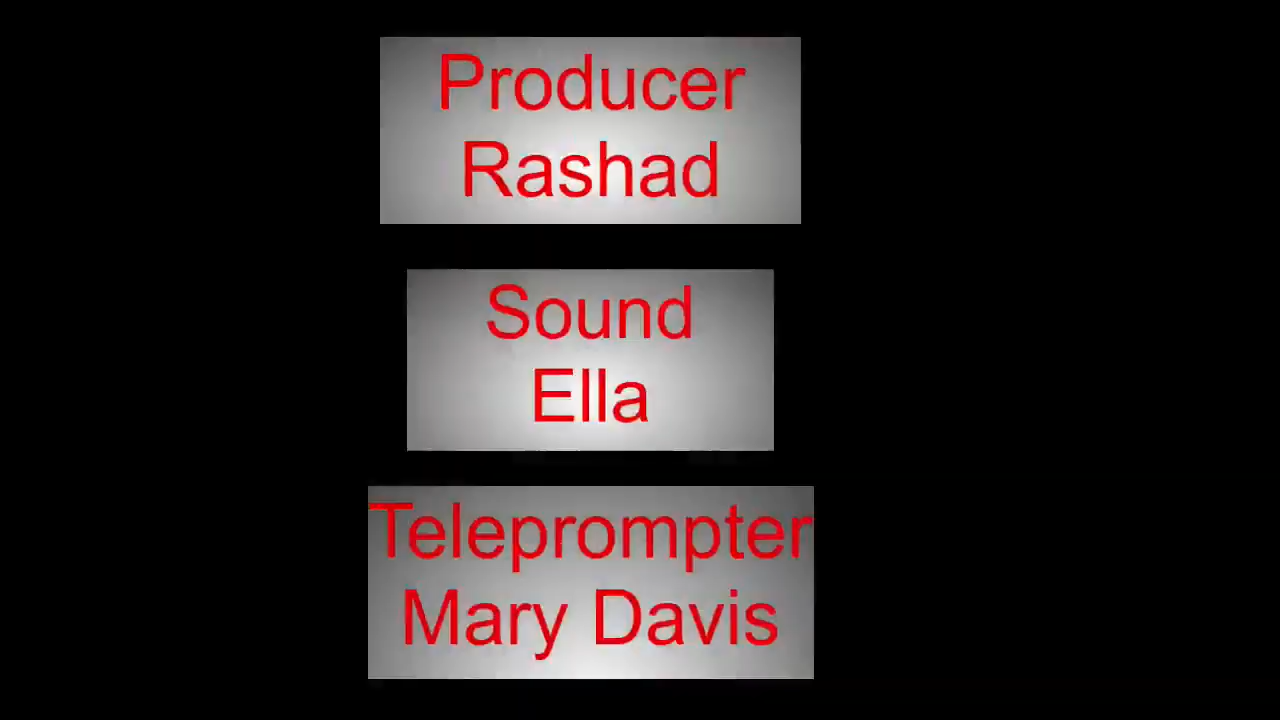 Producer
Rashad
Sound
Ella
Teleprompter
Mary Davis